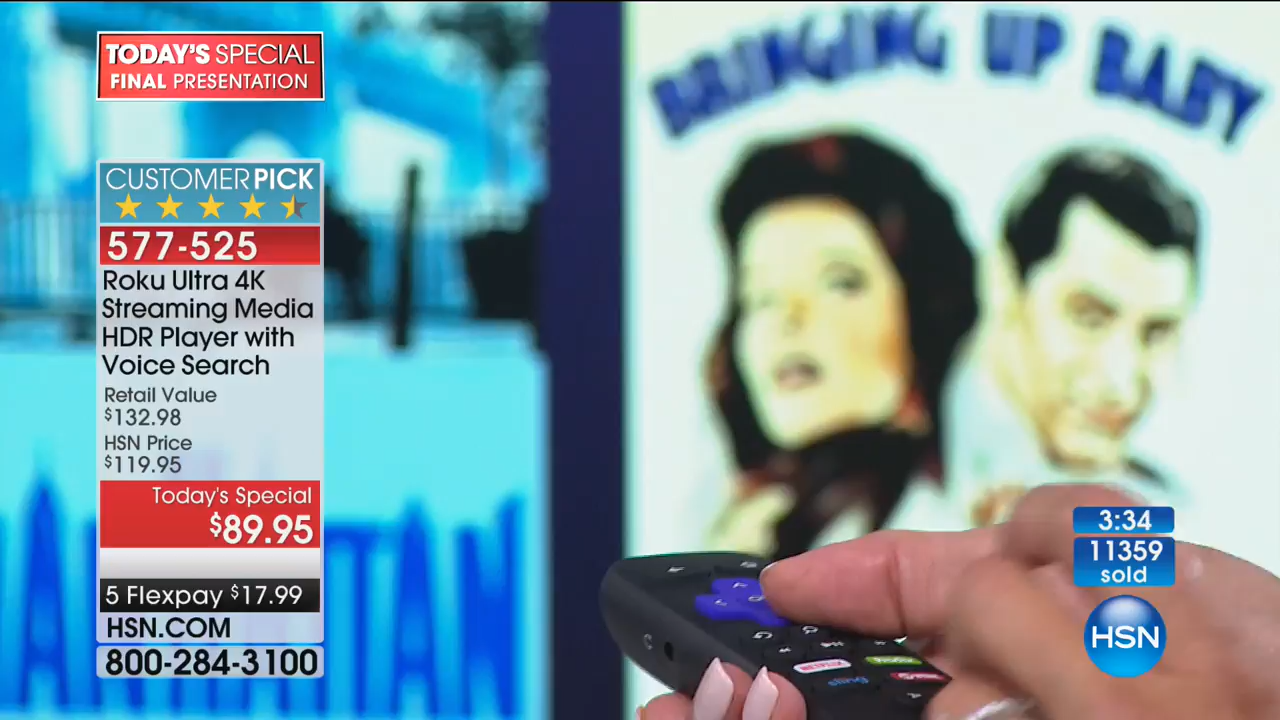 TODAY'S SPECIAL
FINAL PRESENTATION
CUSTOMER PICK
577-525
Roku Ultra 4K
Streaming Media
HDR Player with
Voice Search
Retail Value
$132.98
HSN Price
$119.95
Today's Special
$89.95
5 Flexpay $17.99
HSN.COM
800-284-3100
BRINGING UP BABY
NETFLIX
3:34
11359
sold
HSN